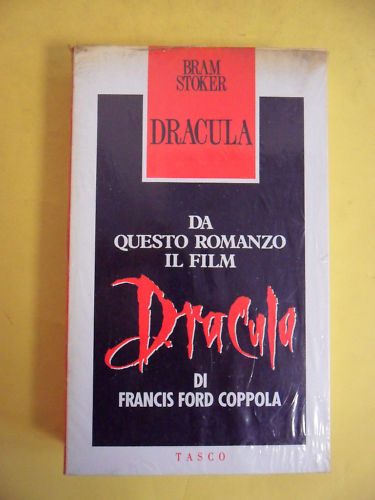 BRAM
STOKER
DRACULA
DA
QUESTO ROMANZO
IL FILM
Dracula
DI
FRANCIS FORD COPPOLA
TASCO